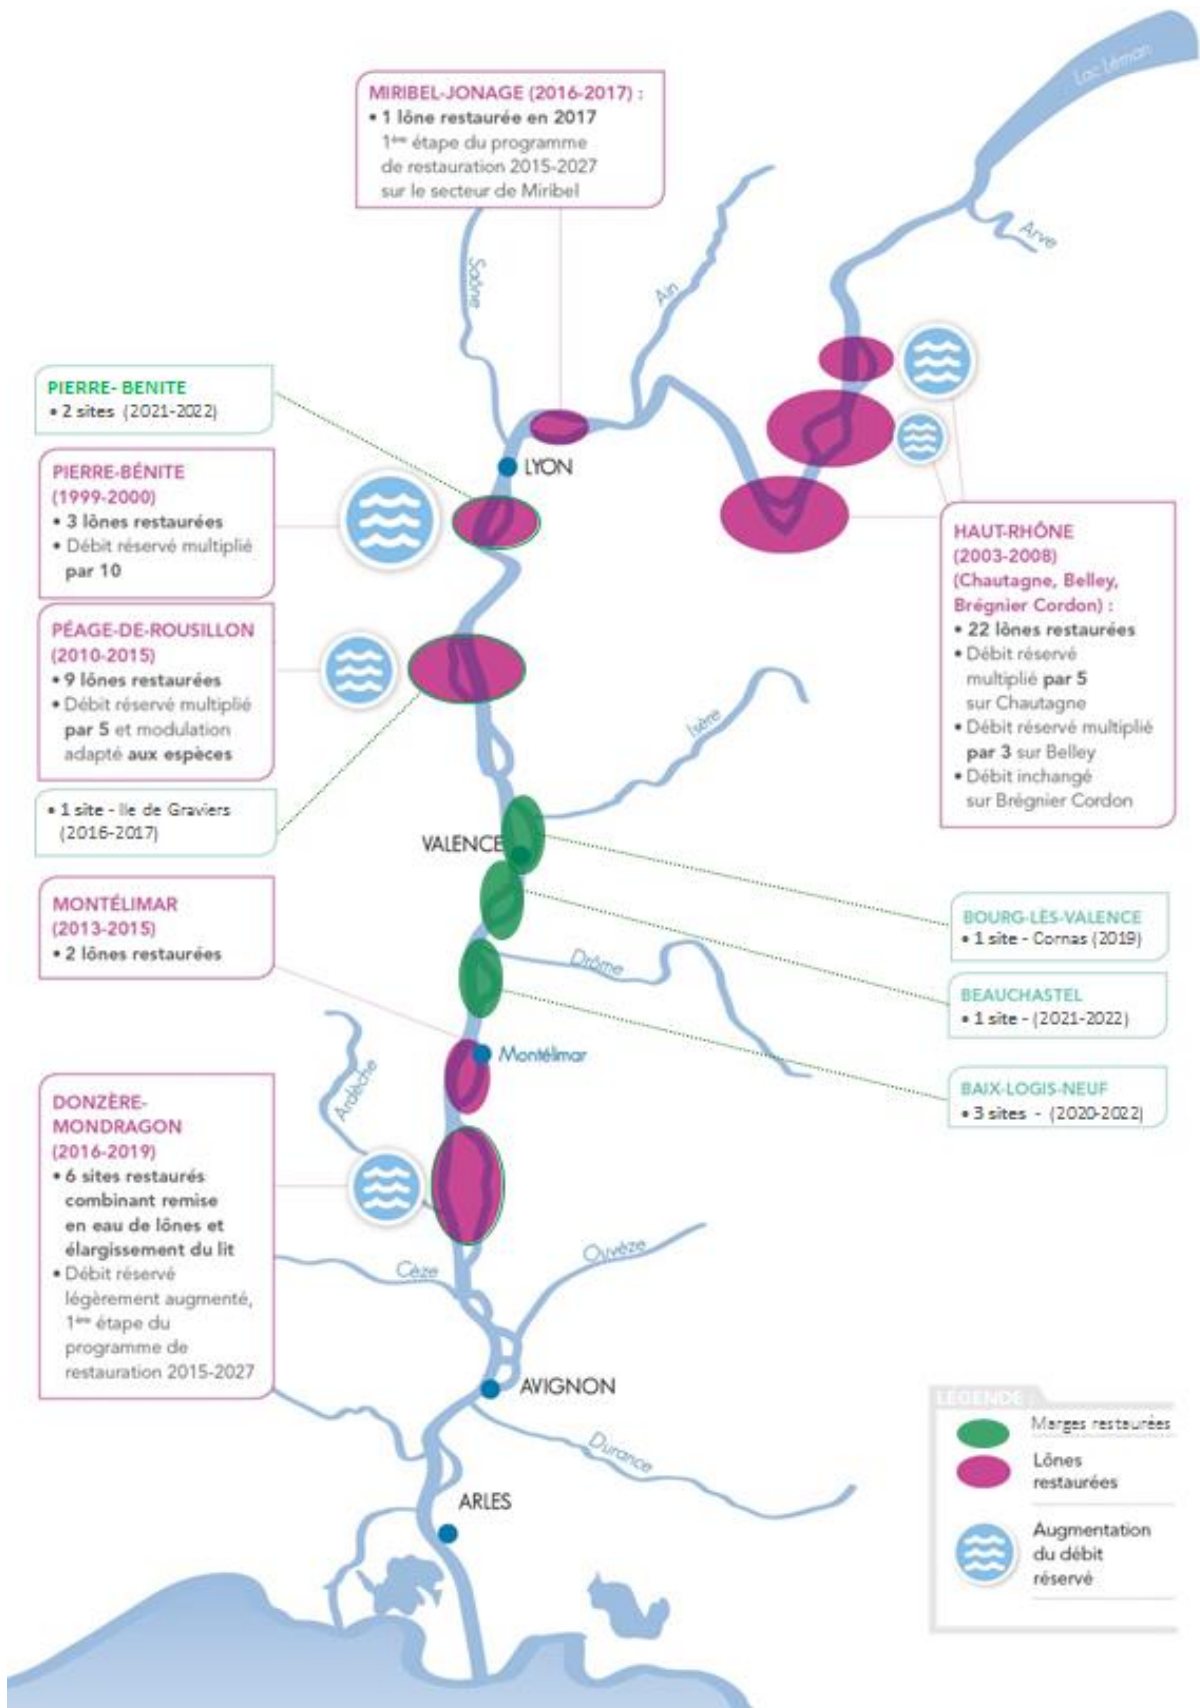 Lac Léman
MIRIBEL-JONAGE (2016-2017) :
• 1 lône restaurée en 2017
1ère étape du programme
de restauration 2015-2027
sur le secteur de Miribel
Arve
Saône
Ain
PIERRE- BENITE
• 2 sites (2021-2022)
LYON
PIERRE-BÉNITE
(1999-2000)
• 3 lônes restaurées
• Débit réservé multiplié
par 10
HAUT-RHÔNE
(2003-2008)
(Chautagne, Belley,
Brégnier Cordon) :
• 22 lônes restaurées
• Débit réservé
multiplié par 5
sur Chautagne
• Débit réservé multiplié
par 3 sur Belley
• Débit inchangé
sur Brégnier Cordon
PÉAGE-DE-ROUSILLON
(2010-2015)
• 9 lônes restaurées
• Débit réservé multiplié
par 5 et modulation
adapté aux espèces
Isère
• 1 site - Ile de Graviers
(2016-2017)
VALENCE
MONTÉLIMAR
(2013-2015)
• 2 lônes restaurées
BOURG-LÈS-VALENCE
• 1 site - Cornas (2019)
Drôme
BEAUCHASTEL
• 1 site - (2021-2022)
Montélimar
BAIX-LOGIS-NEUF
• 3 sites - (2020-2022)
Ardèche
DONZÈRE-
MONDRAGON
(2016-2019)
• 6 sites restaurés
combinant remise
en eau de lônes et
élargissement du lit
• Débit réservé
légèrement augmenté,
1ère étape du
programme de
restauration 2015-2027
Cèze
Ouvèze
AVIGNON
Durance
ARLES
LEGENDE :
Marges restaurées
Lônes
restaurées
Augmentation
du débit
réservé